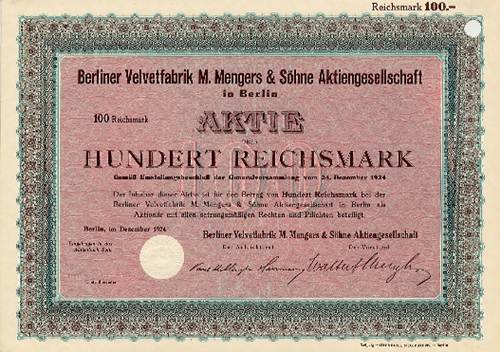 Reichsmark 100.–
Berliner Velvetfabrik M. Mengers & Söhne Aktiengesellschaft
in Berlin
100 Reichsmark
AKTIE
HUNDERT REICHSMARK
Gemäß Umstellungsbeschluß der Generalversammlung vom 24. Dezember 1924
Der Inhaber dieser Aktie ist für den Betrag von Hundert Reichsmark bei der
Berliner Velvetfabrik M. Mengers & Söhne Aktiengesellschaft in Berlin als
Aktionär mit allen satzungsmäßigen Rechten und Pflichten beteiligt.
Berlin, im Dezember 1924
Berliner Velvetfabrik M. Mengers & Söhne Aktiengesellschaft
Der Aufsichtsrat
Der Vorstand